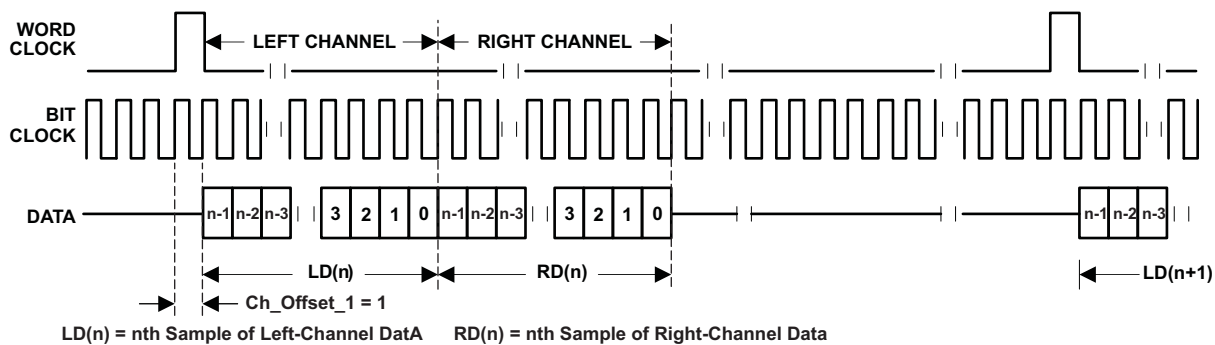 WORD CLOCK
LEFT CHANNEL RIGHT CHANNEL
BIT CLOCK
DATA
n-1 n-2 n-3 3 2 1 0 n-1 n-2 n-3 3 2 1 0 n-1 n-2 n-3
LD(n) RD(n) LD(n+1)
Ch_Offset_1 = 1
LD(n) = nth Sample of Left-Channel DatA RD(n) = nth Sample of Right-Channel Data